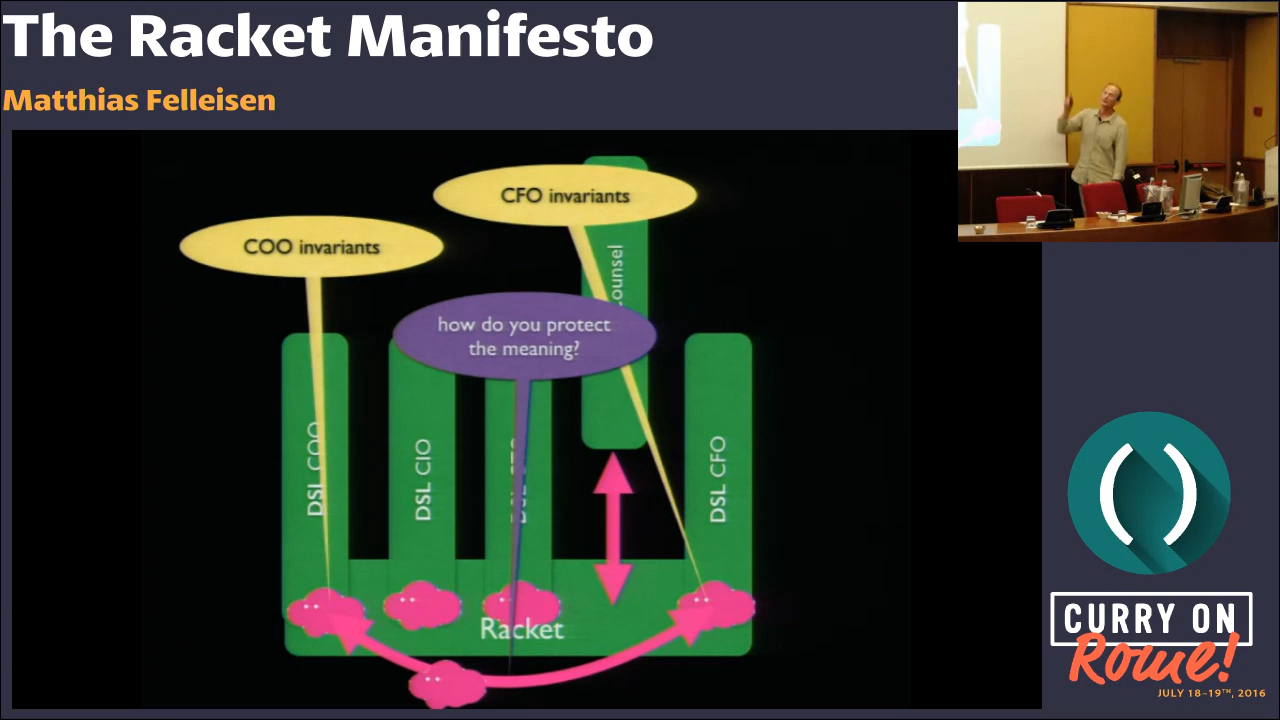 The Racket Manifesto
Matthias Felleisen
CFO invariants
COO invariants
how do you protect
the meaning?
DSL COO
DSL CIO
DSL
DSL CFO
Racket
()
CURRY ON
Rome!
JULY 18-19TH, 2016